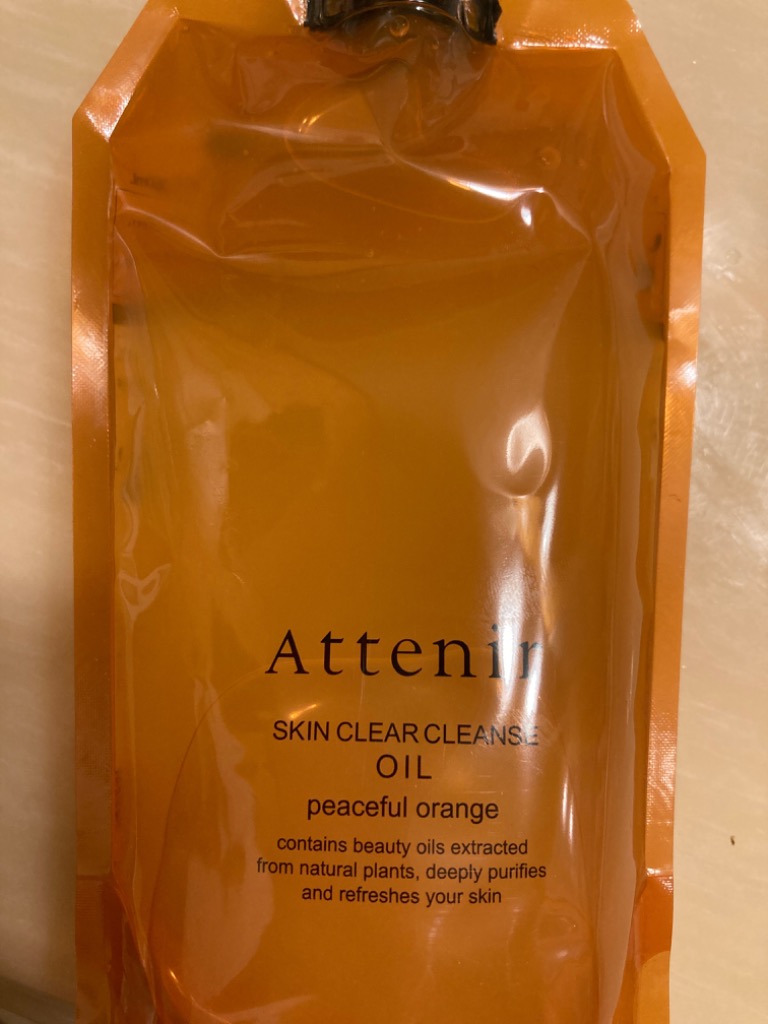 Attenir
SKIN CLEAR CLEANSE
OIL
peaceful orange
contains beauty oils extracted
from natural plants, deeply purifies
and refreshes your skin